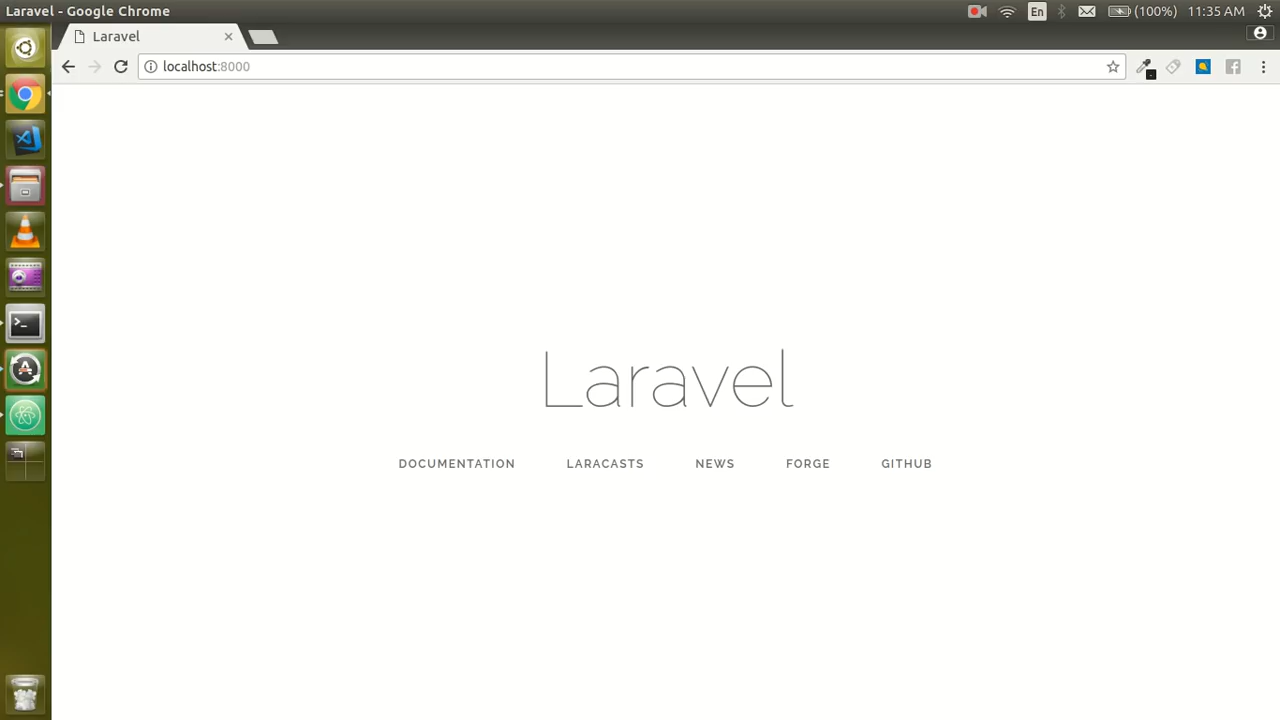 Laravel - Google Chrome
En
(100%)
11:35 AM
Laravel
localhost:8000
Laravel
DOCUMENTATION
LARACASTS
NEWS
FORGE
GITHUB